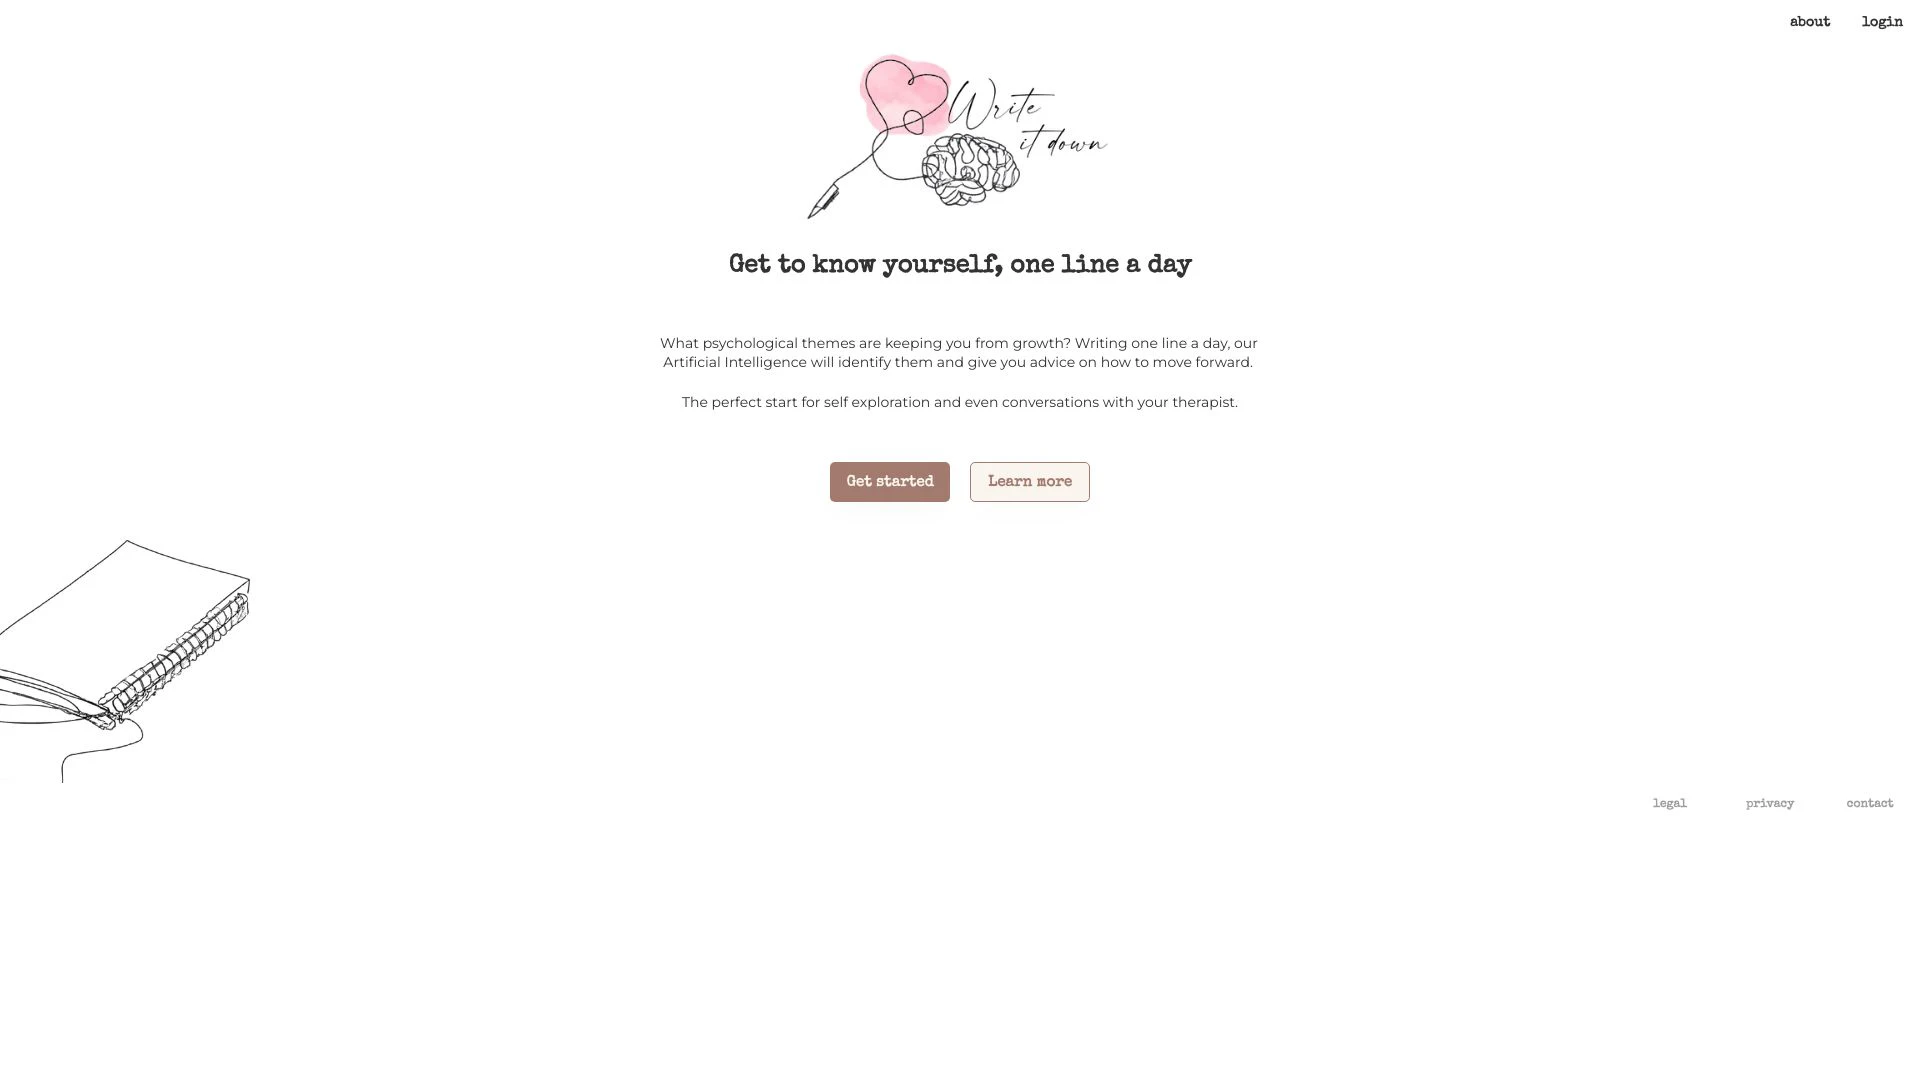 about login
Write
it down
Get to know yourself, one line a day
What psychological themes are keeping you from growth? Writing one line a day, our
Artificial Intelligence will identify them and give you advice on how to move forward.
The perfect start for self exploration and even conversations with your therapist.
Get started Learn more
legal privacy contact